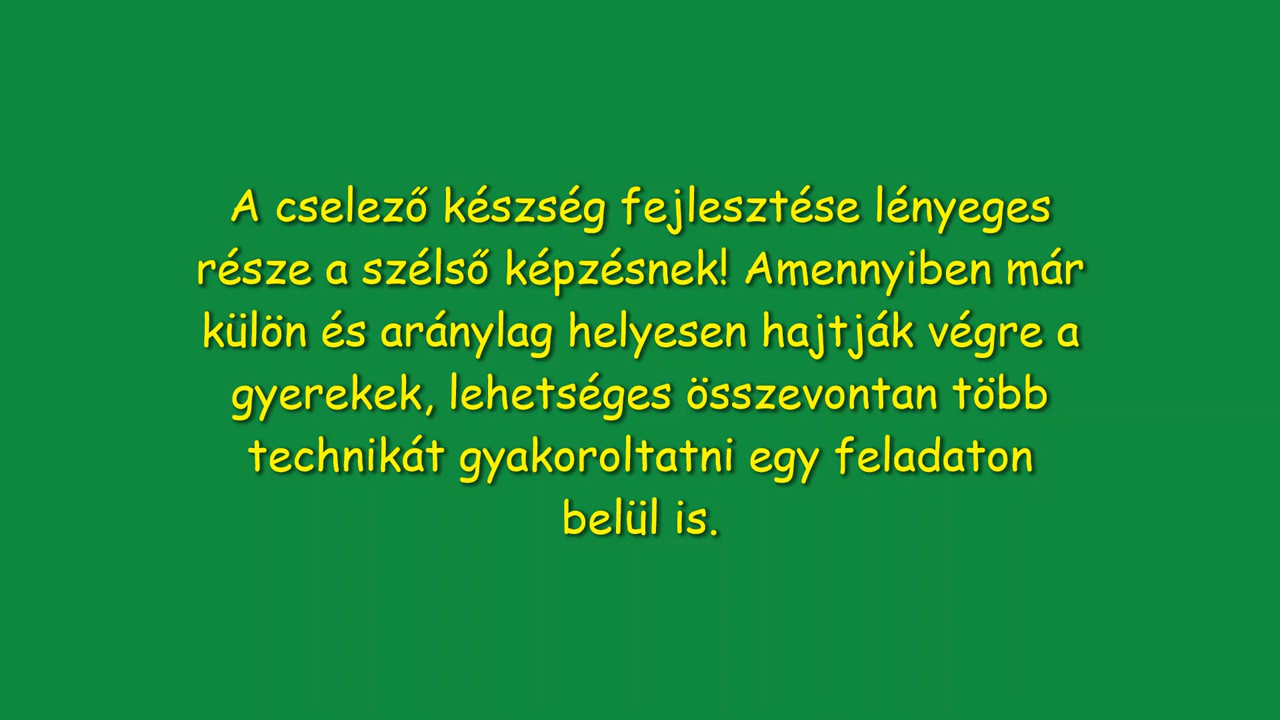 A cselező készség fejlesztése lényeges
része a szélső képzésnek! Amennyiben már
külön és aránylag helyesen hajtják végre a
gyerekek, lehetséges összevontan több
technikát gyakoroltatni egy feladaton
belül is.